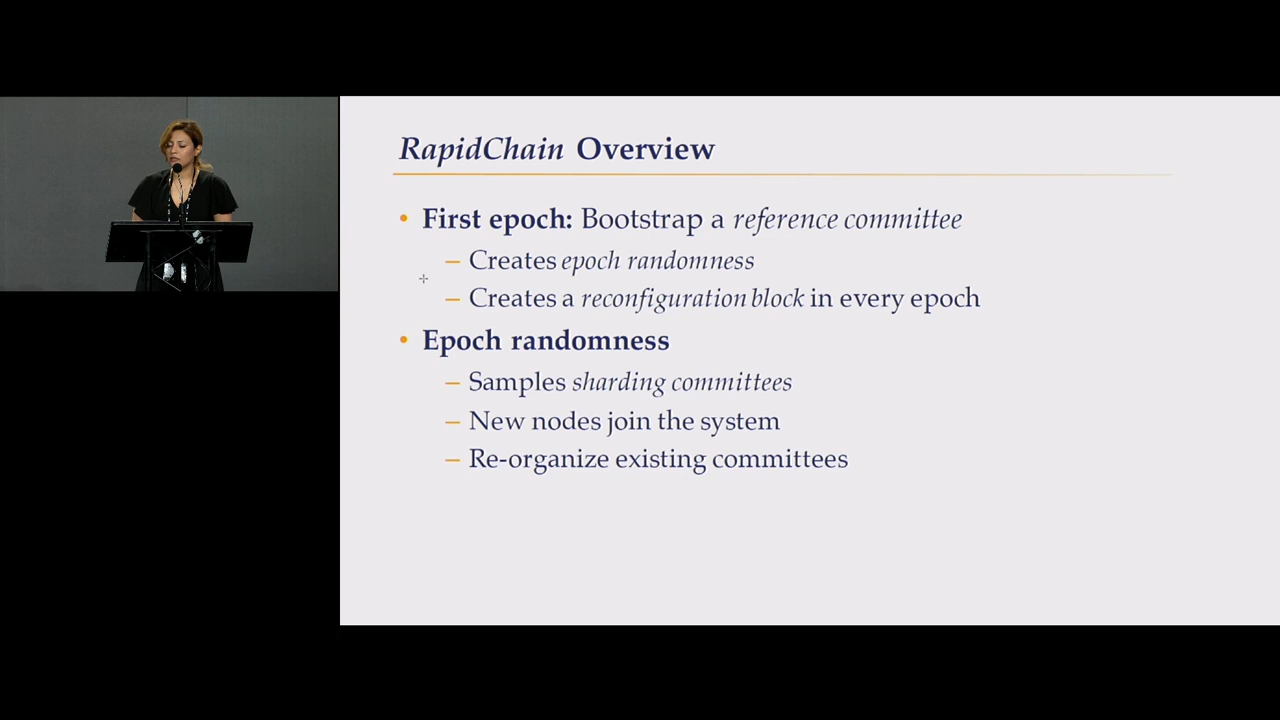 RapidChain Overview
• First epoch: Bootstrap a reference committee
– Creates epoch randomness
– Creates a reconfiguration block in every epoch
• Epoch randomness
– Samples sharding committees
– New nodes join the system
– Re-organize existing committees